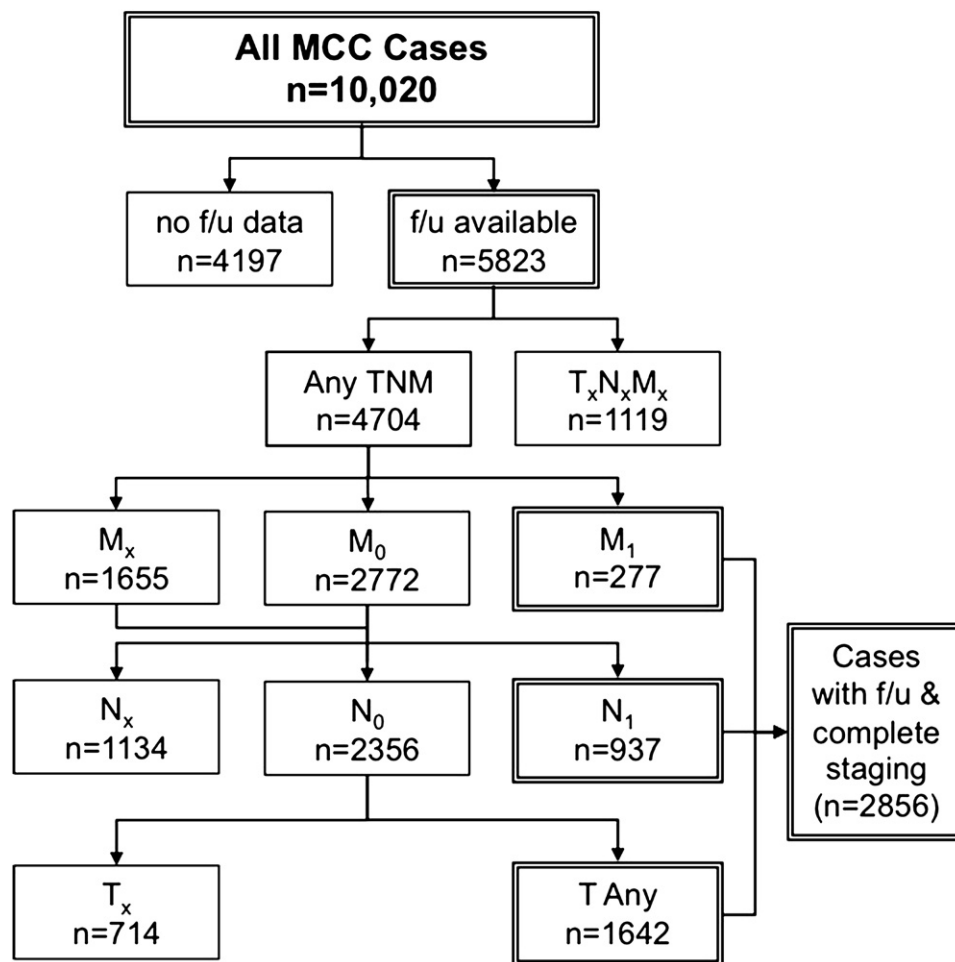 All MCC Cases
n=10,020
no f/u data
n=4197
f/u available
n=5823
Any TNM
n=4704
TₓNₓMₓ
n=1119
Mₓ
n=1655
M₀
n=2772
M₁
n=277
Nₓ
n=1134
N₀
n=2356
N₁
n=937
Cases
with f/u &
complete
staging
(n=2856)
Tₓ
n=714
T Any
n=1642